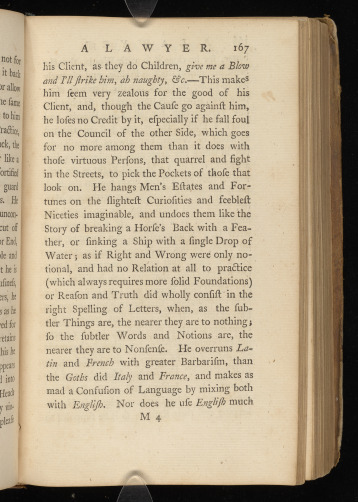 A LAWYER. 167
his Client, as they do Children, give me a Blow
and I'll ſtrike him, ah naughty, &c.—This makes
him ſeem very zealous for the good of his
Client, and, though the Cauſe go againſt him,
he loſes no Credit by it, eſpecially if he fall foul
on the Council of the other Side, which goes
for no more among them than it does with
thoſe virtuous Perſons, that quarrel and fight
in the Streets, to pick the Pockets of thoſe that
look on. He hangs Men's Eſtates and For-
tunes on the ſlighteſt Curioſities and feebleſt
Niceties imaginable, and undoes them like the
Story of breaking a Horſe's Back with a Fea-
ther, or ſinking a Ship with a ſingle Drop of
Water; as if Right and Wrong were only no-
tional, and had no Relation at all to practice
(which always requires more ſolid Foundations)
or Reaſon and Truth did wholly conſiſt in the
right Spelling of Letters, when, as the ſub-
tler Things are, the nearer they are to nothing;
ſo the ſubtler Words and Notions are, the
nearer they are to Nonſenſe. He overruns La-
tin and French with greater Barbariſm, than
the Goths did Italy and France, and makes as
mad a Confuſion of Language by mixing both
with Engliſh. Nor does he uſe Engliſh much
M 4